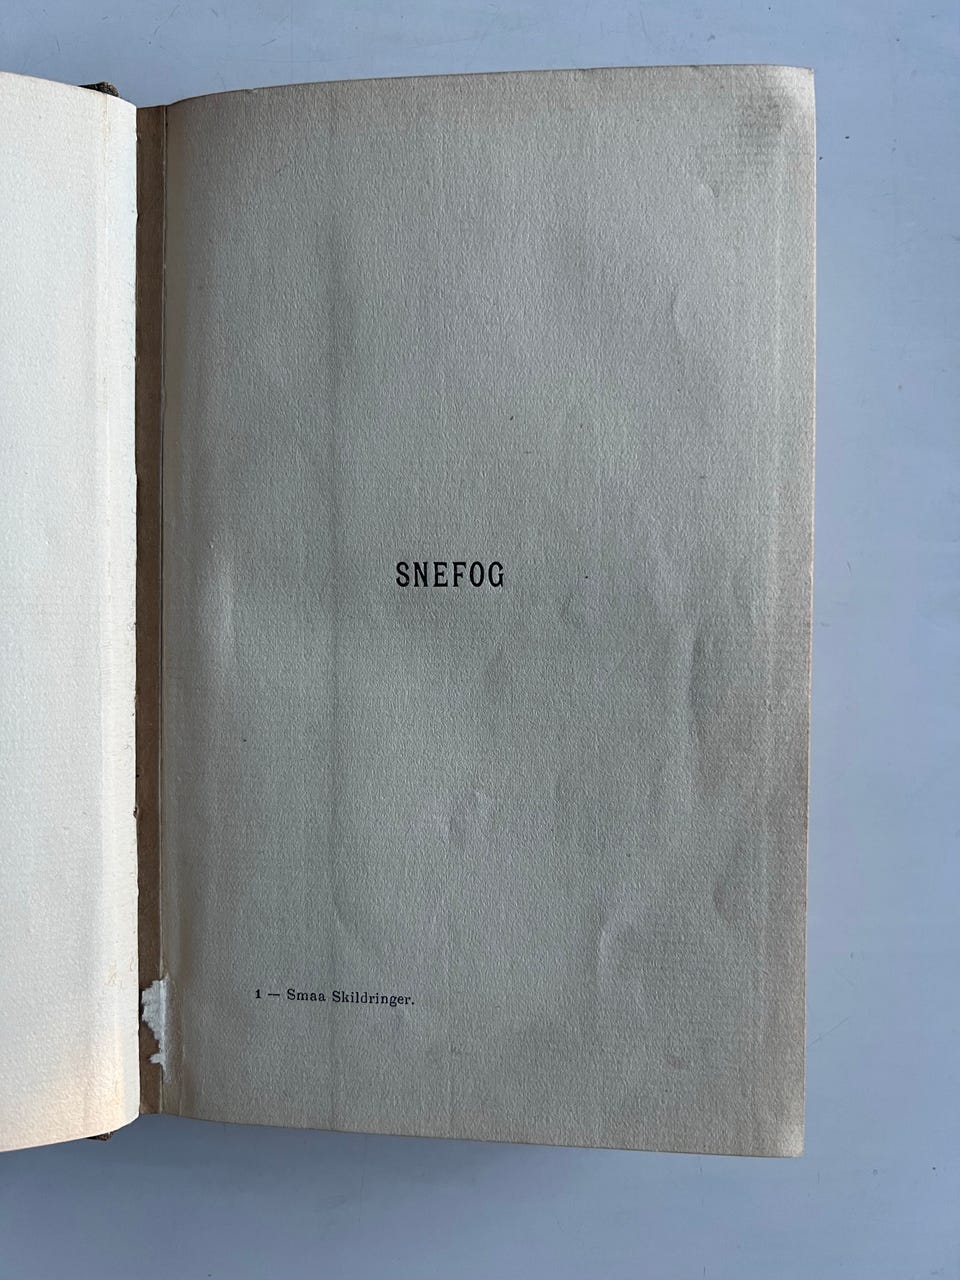 SNEFOG
1 — Smaa Skildringer.